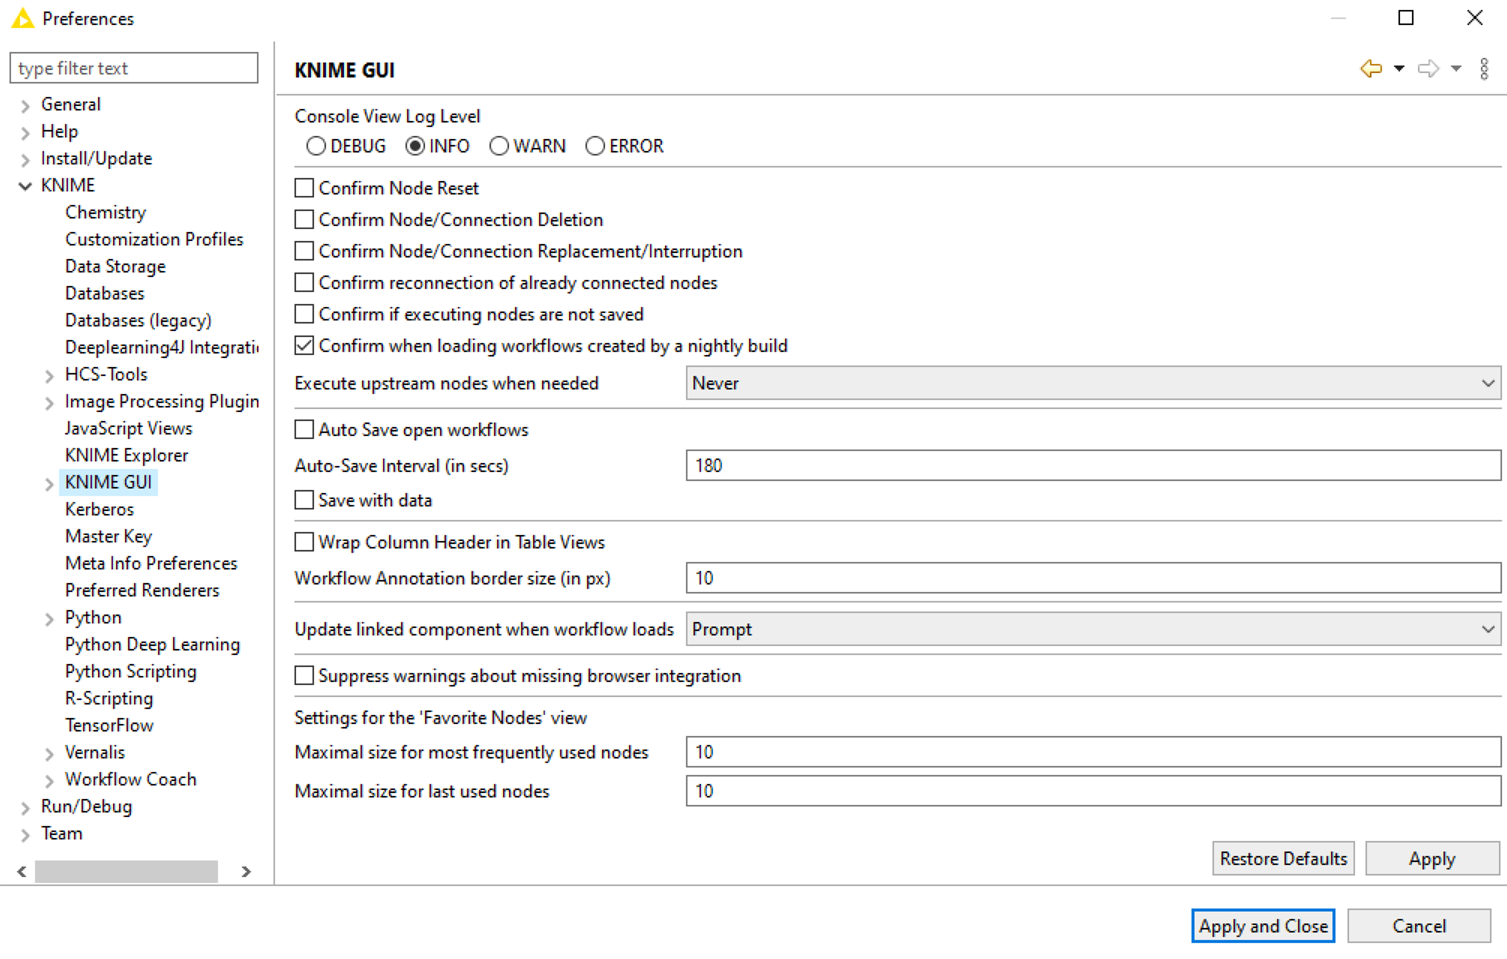 Preferences
type filter text
General
Help
Install/Update
KNIME
Chemistry
Customization Profiles
Data Storage
Databases
Databases (legacy)
Deeplearning4J Integrati
HCS-Tools
Image Processing Plugin
JavaScript Views
KNIME Explorer
KNIME GUI
Kerberos
Master Key
Meta Info Preferences
Preferred Renderers
Python
Python Deep Learning
Python Scripting
R-Scripting
TensorFlow
Vernalis
Workflow Coach
Run/Debug
Team
KNIME GUI
Console View Log Level
DEBUG INFO WARN ERROR
Confirm Node Reset
Confirm Node/Connection Deletion
Confirm Node/Connection Replacement/Interruption
Confirm reconnection of already connected nodes
Confirm if executing nodes are not saved
Confirm when loading workflows created by a nightly build
Execute upstream nodes when needed Never
Auto Save open workflows
Auto-Save Interval (in secs) 180
Save with data
Wrap Column Header in Table Views
Workflow Annotation border size (in px) 10
Update linked component when workflow loads Prompt
Suppress warnings about missing browser integration
Settings for the 'Favorite Nodes' view
Maximal size for most frequently used nodes 10
Maximal size for last used nodes 10
Restore Defaults Apply
Apply and Close Cancel